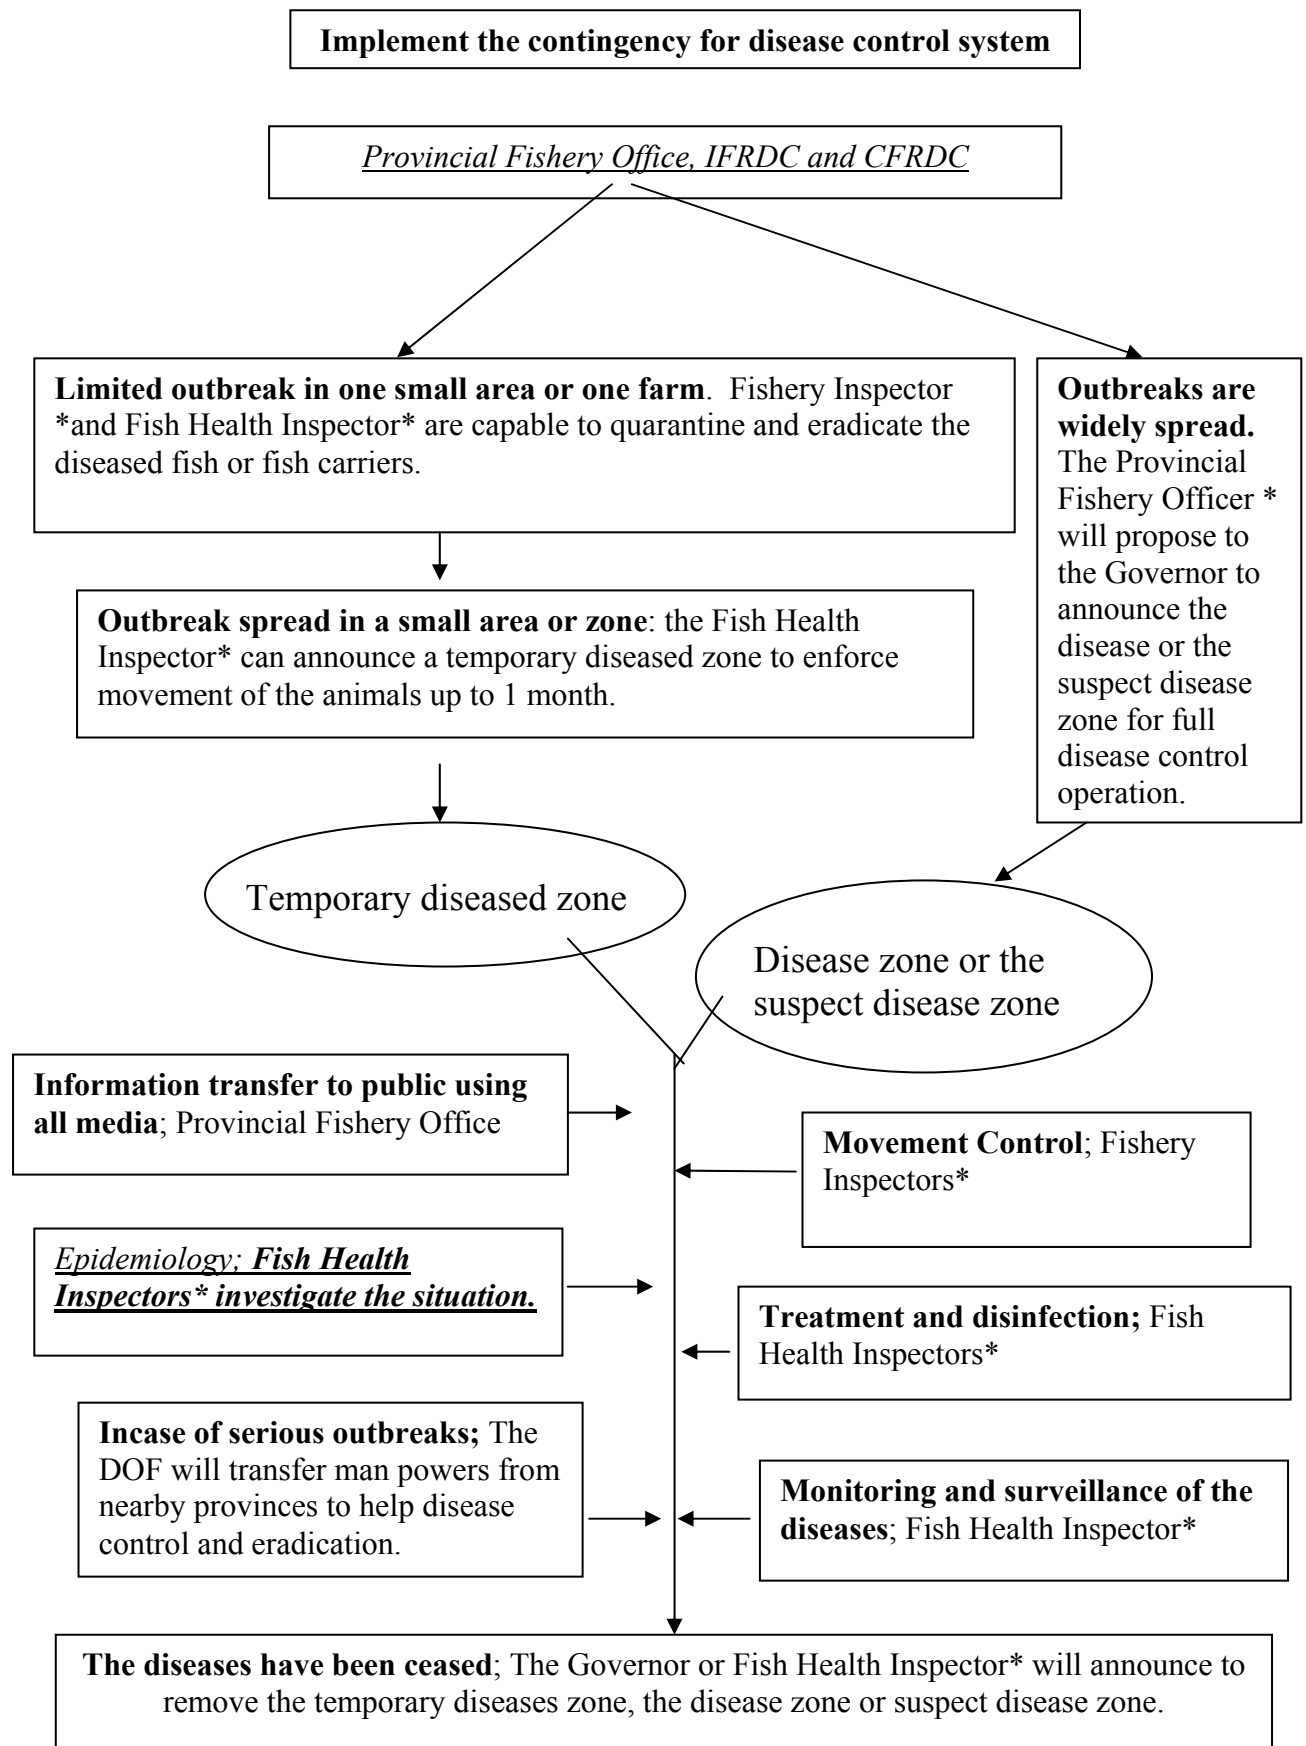 Implement the contingency for disease control system
Provincial Fishery Office, IFRDC and CFRDC
Limited outbreak in one small area or one farm.  Fishery Inspector
*and Fish Health Inspector* are capable to quarantine and eradicate the
diseased fish or fish carriers.
Outbreaks are
widely spread.
The Provincial
Fishery Officer *
will propose to
the Governor to
announce the
disease or the
suspect disease
zone for full
disease control
operation.
Outbreak spread in a small area or zone: the Fish Health
Inspector* can announce a temporary diseased zone to enforce
movement of the animals up to 1 month.
Temporary diseased zone
Disease zone or the
suspect disease zone
Information transfer to public using
all media; Provincial Fishery Office
Movement Control; Fishery
Inspectors*
Epidemiology; Fish Health
Inspectors* investigate the situation.
Treatment and disinfection; Fish
Health Inspectors*
Incase of serious outbreaks; The
DOF will transfer man powers from
nearby provinces to help disease
control and eradication.
Monitoring and surveillance of the
diseases; Fish Health Inspector*
The diseases have been ceased; The Governor or Fish Health Inspector* will announce to
remove the temporary diseases zone, the disease zone or suspect disease zone.